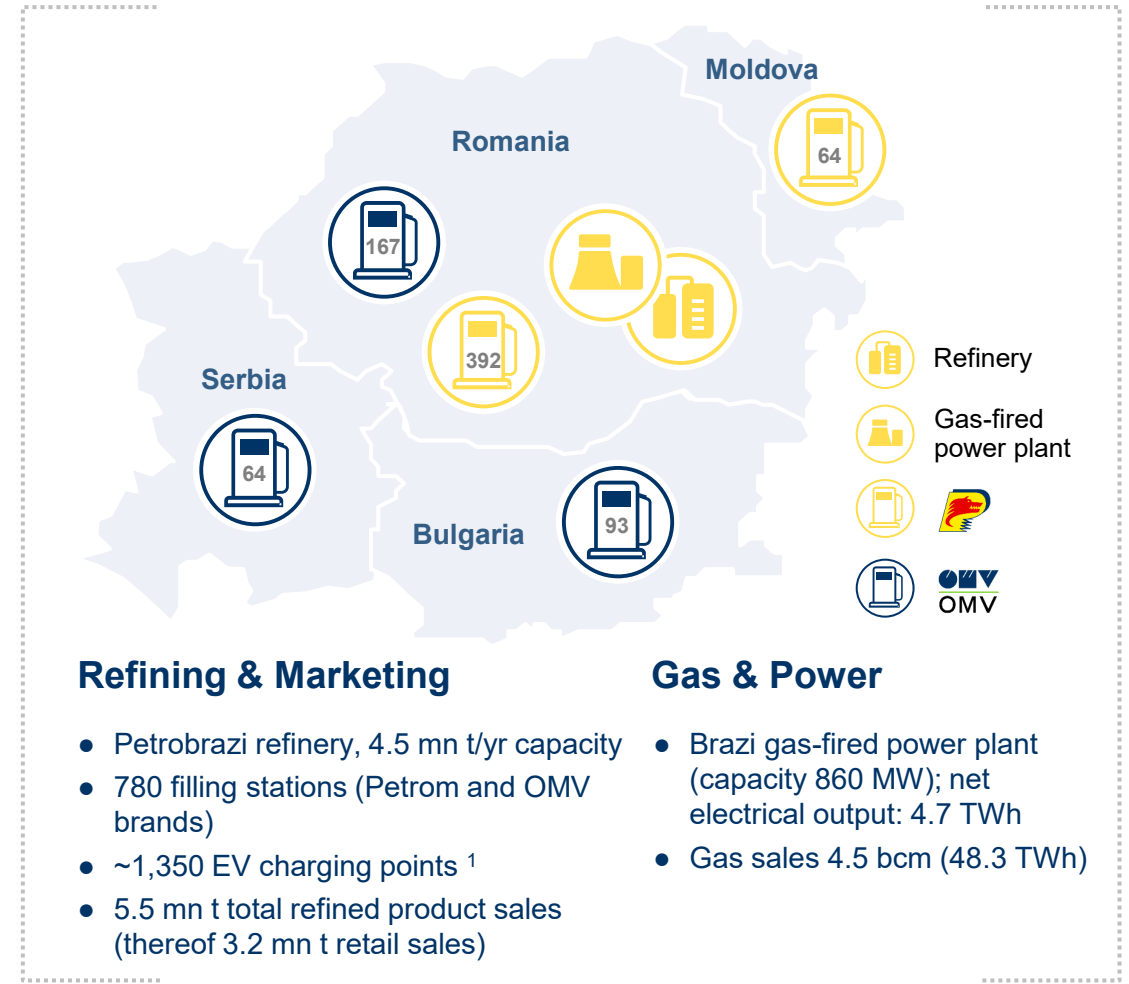 Moldova
64
Romania
167
392
Serbia
64
Bulgaria
93
Refinery
Gas-fired
power plant
OMV
OMV
Refining & Marketing
● Petrobrazi refinery, 4.5 mn t/yr capacity
● 780 filling stations (Petrom and OMV
brands)
● ~1,350 EV charging points 1
● 5.5 mn t total refined product sales
(thereof 3.2 mn t retail sales)
Gas & Power
● Brazi gas-fired power plant
(capacity 860 MW); net
electrical output: 4.7 TWh
● Gas sales 4.5 bcm (48.3 TWh)